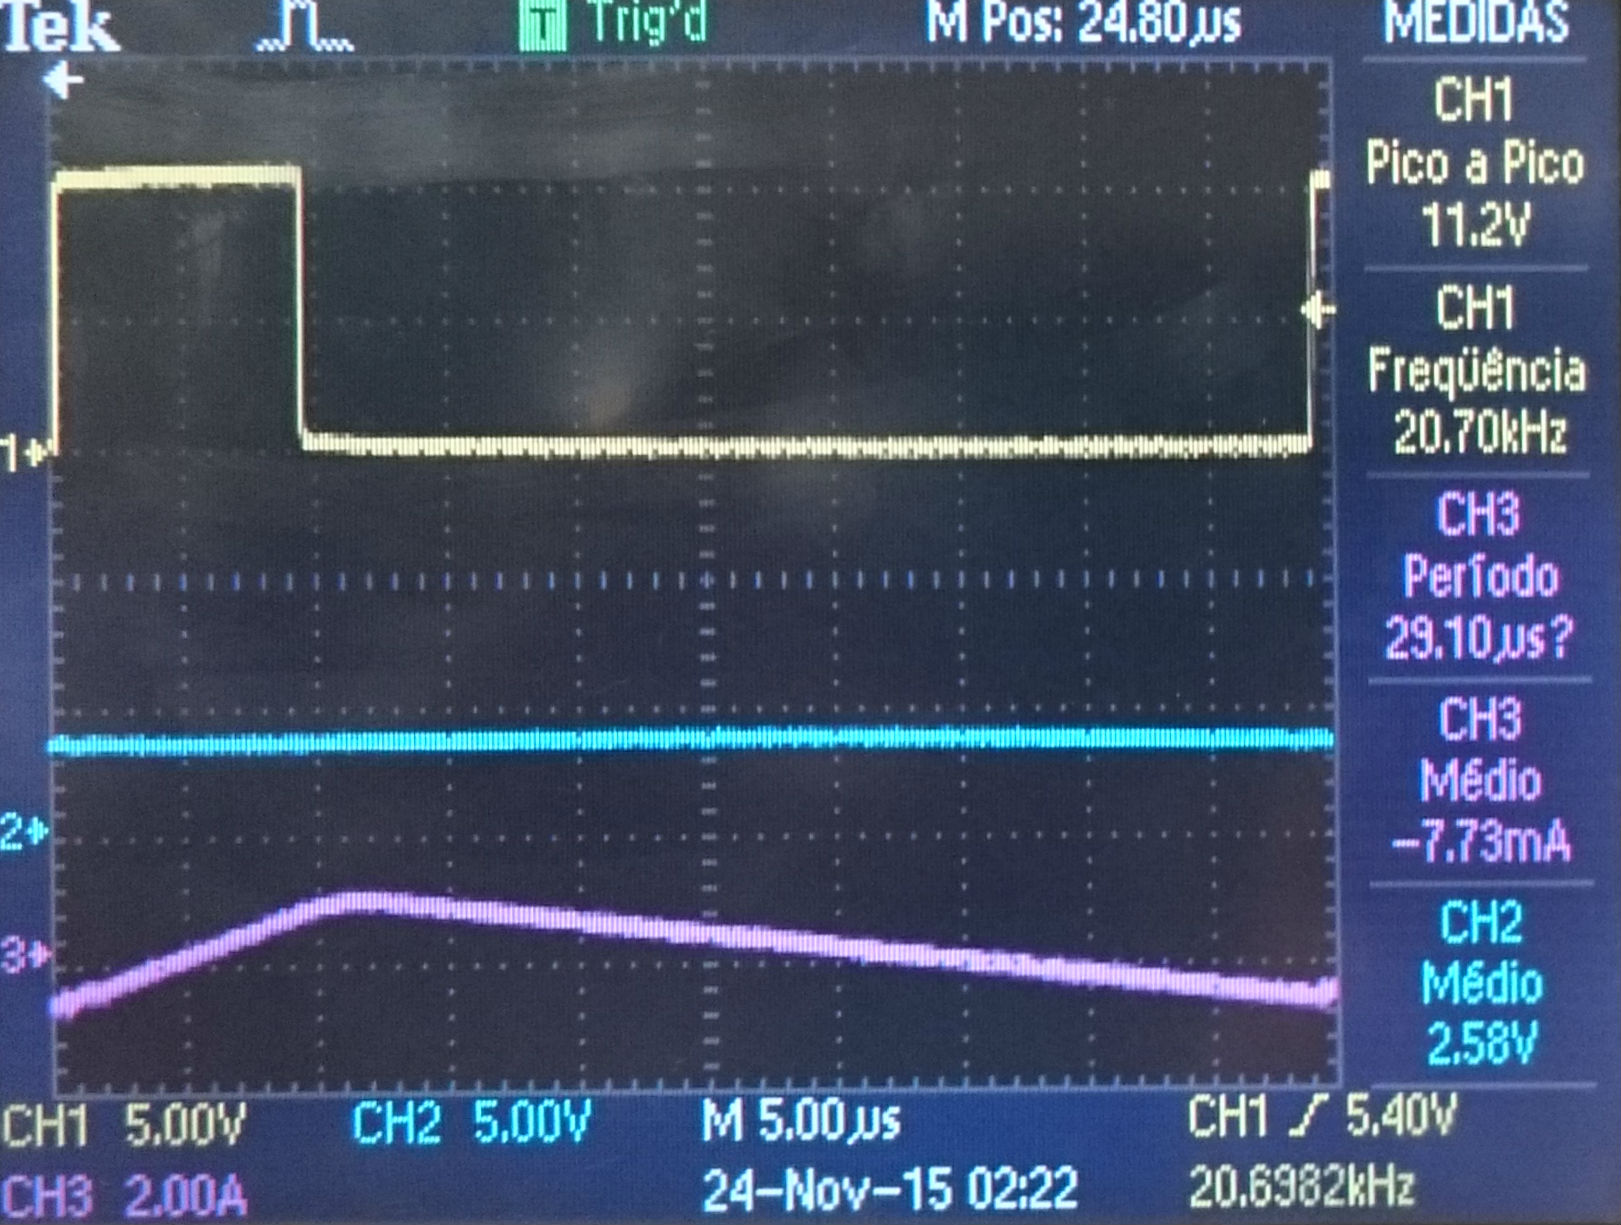 Tek T Trig'd M Pos: 24.80µs MEDIDAS
CH1
Pico a Pico
11.2V
CH1
Freqüência
20.70kHz
CH3
Período
29.10µs?
CH3
Médio
-7.73mA
CH2
Médio
2.58V
1
2
3
CH1 5.00V CH2 5.00V M 5.00µs CH1 5.40V
CH3 2.00A 24-Nov-15 02:22 20.6982kHz